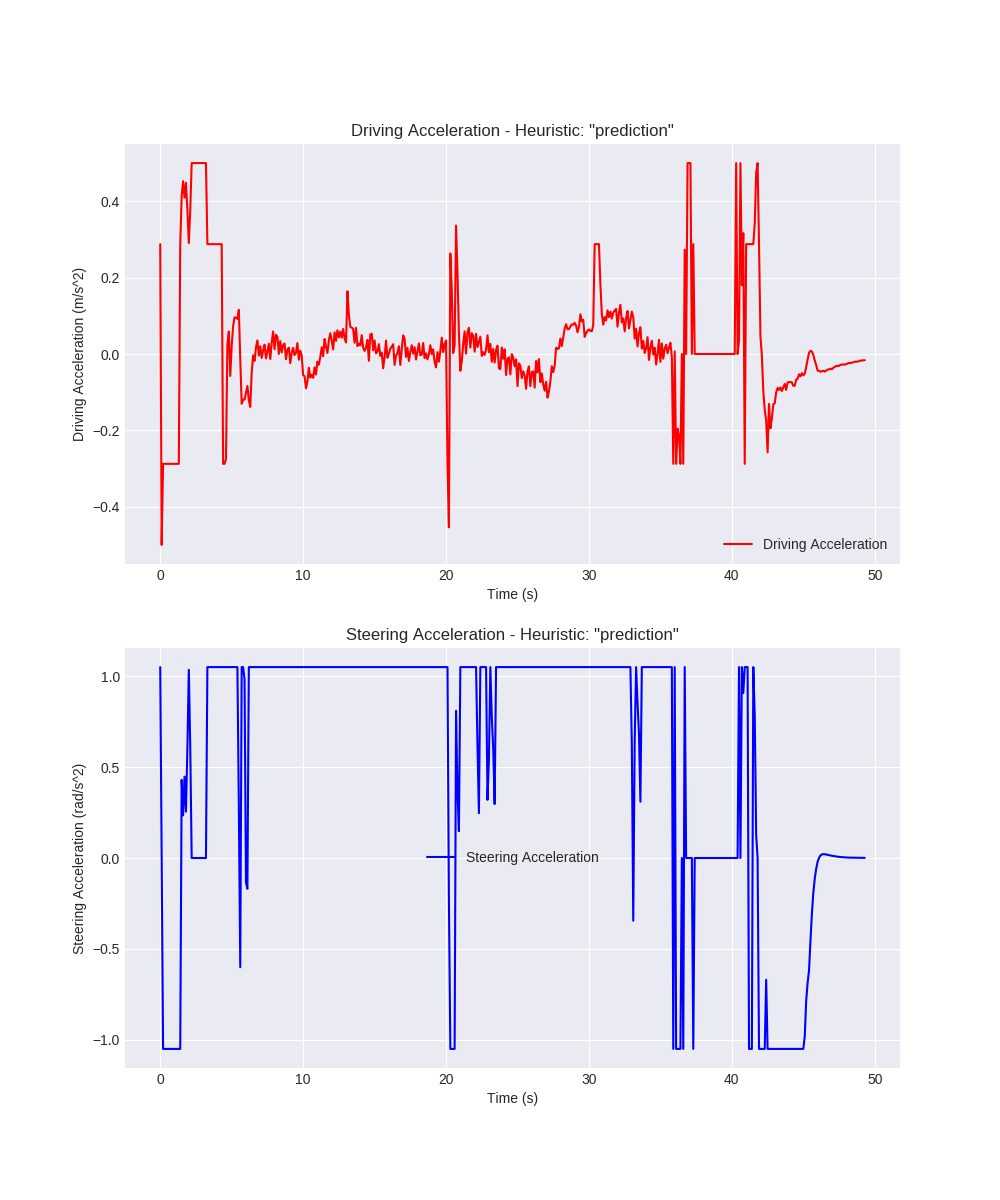 Driving Acceleration - Heuristic: "prediction"
Driving Acceleration (m/s^2)
0.4
0.2
0.0
−0.2
−0.4
Driving Acceleration
0 10 20 30 40 50
Time (s)
Steering Acceleration - Heuristic: "prediction"
Steering Acceleration (rad/s^2)
1.0
0.5
0.0
−0.5
−1.0
Steering Acceleration
0 10 20 30 40 50
Time (s)